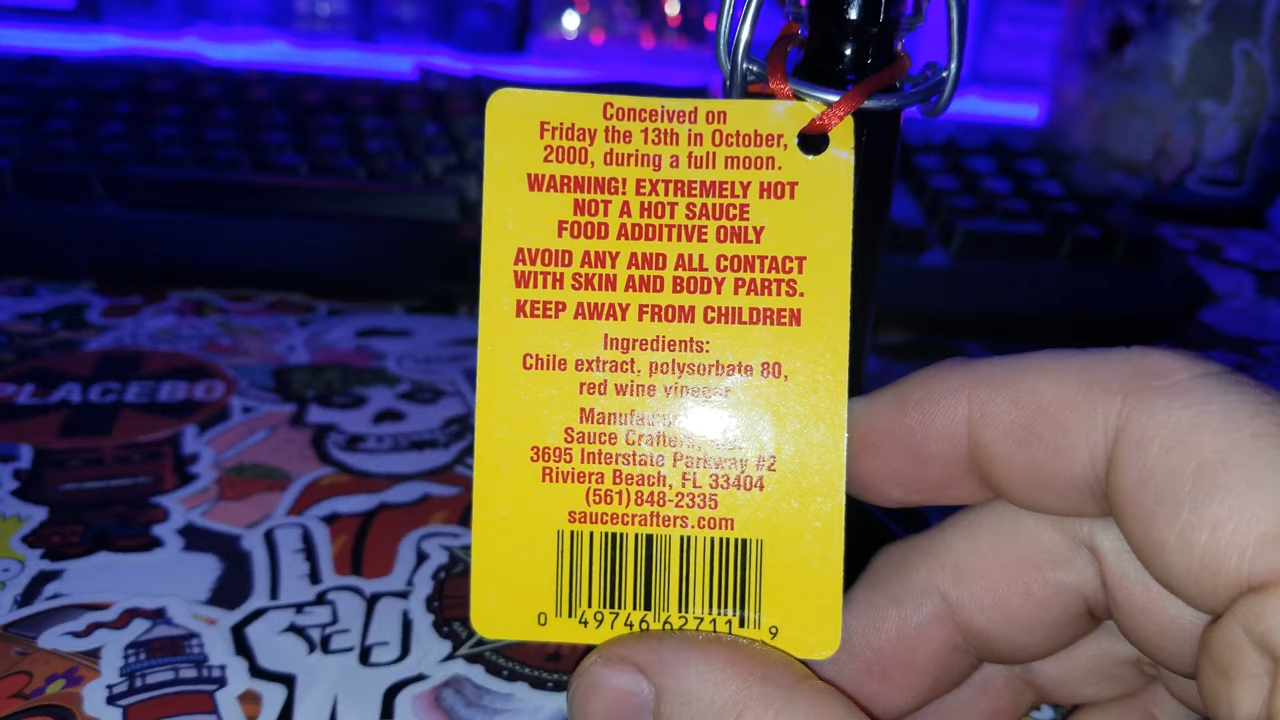 Conceived on
Friday the 13th in October,
2000, during a full moon.
WARNING! EXTREMELY HOT
NOT A HOT SAUCE
FOOD ADDITIVE ONLY
AVOID ANY AND ALL CONTACT
WITH SKIN AND BODY PARTS.
KEEP AWAY FROM CHILDREN
Ingredients:
Chile extract, polysorbate 80,
red wine vinegar
Sauce Crafters,
3695 Interstate Parkway #2
Riviera Beach, FL 33404
(561)848-2335
saucecrafters.com
0 49746 62711 9
PLACEBO